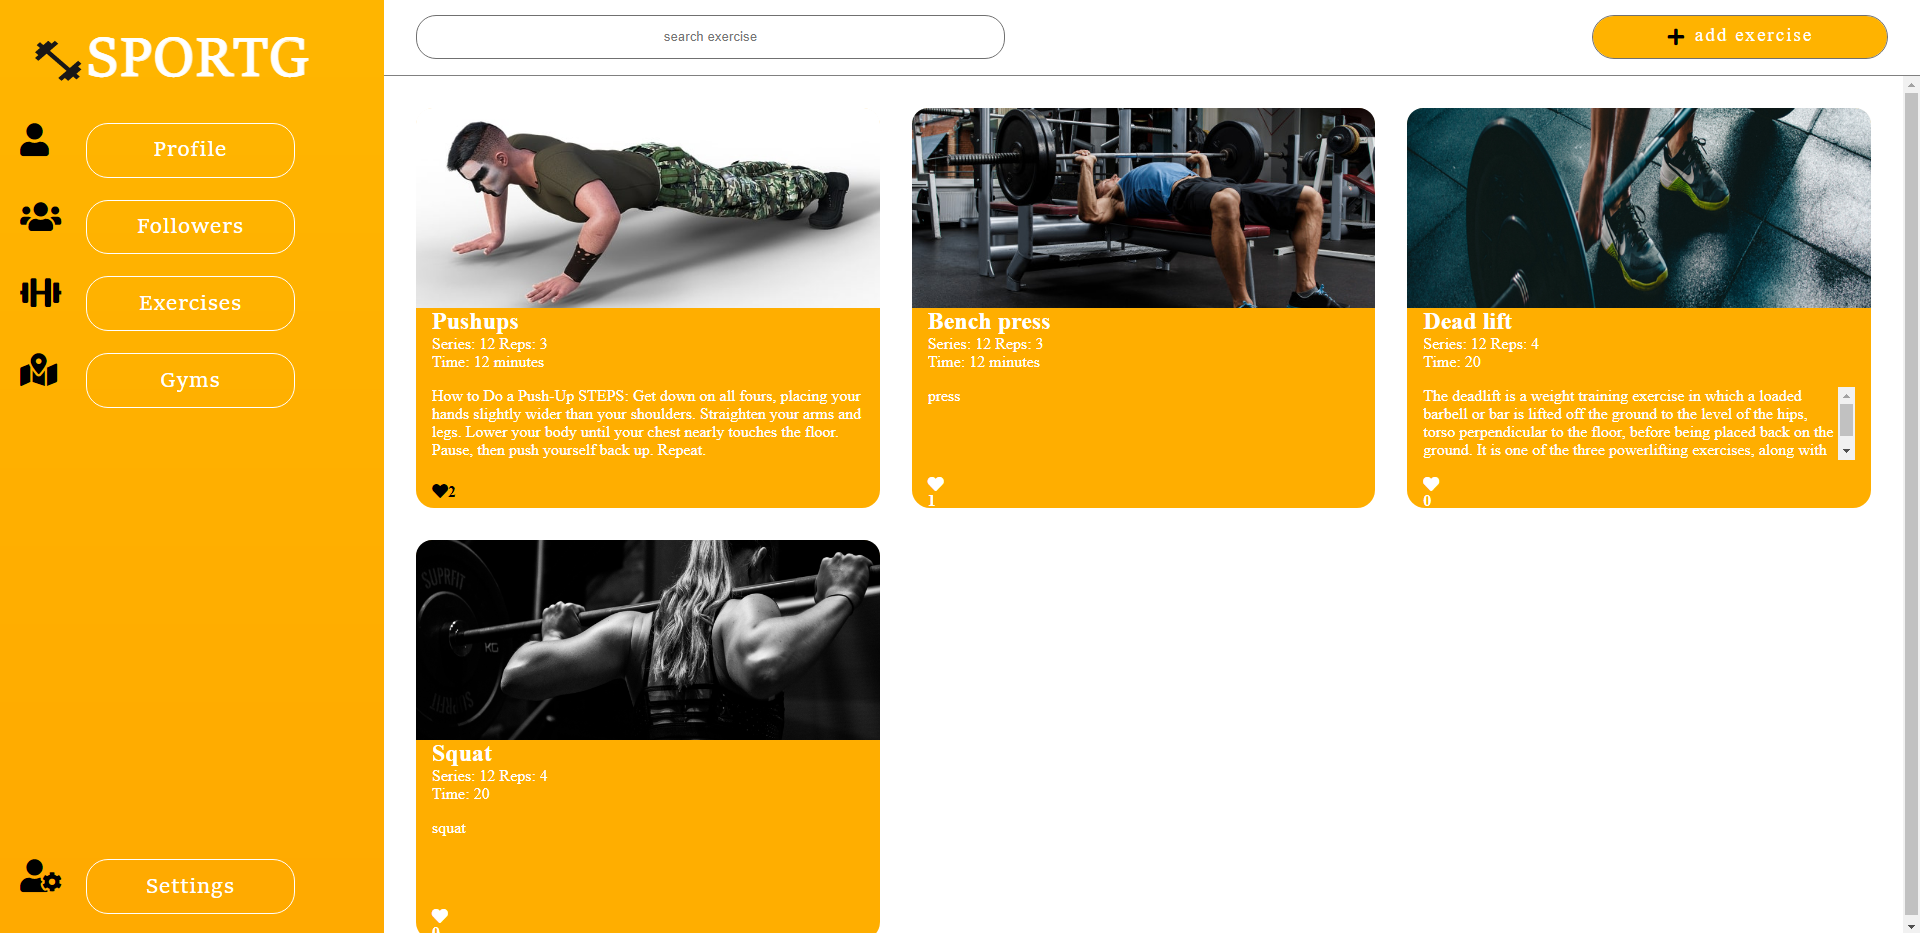 SPORTG
Profile
Followers
Exercises
Gyms
Settings
search exercise
add exercise
Pushups
Series: 12 Reps: 3
Time: 12 minutes
How to Do a Push-Up STEPS: Get down on all fours, placing your
hands slightly wider than your shoulders. Straighten your arms and
legs. Lower your body until your chest nearly touches the floor.
Pause, then push yourself back up. Repeat.
2
Bench press
Series: 12 Reps: 3
Time: 12 minutes
press
1
Dead lift
Series: 12 Reps: 4
Time: 20
The deadlift is a weight training exercise in which a loaded
barbell or bar is lifted off the ground to the level of the hips,
torso perpendicular to the floor, before being placed back on the
ground. It is one of the three powerlifting exercises, along with
0
SUPRFIT
KG
Squat
Series: 12 Reps: 4
Time: 20
squat
0